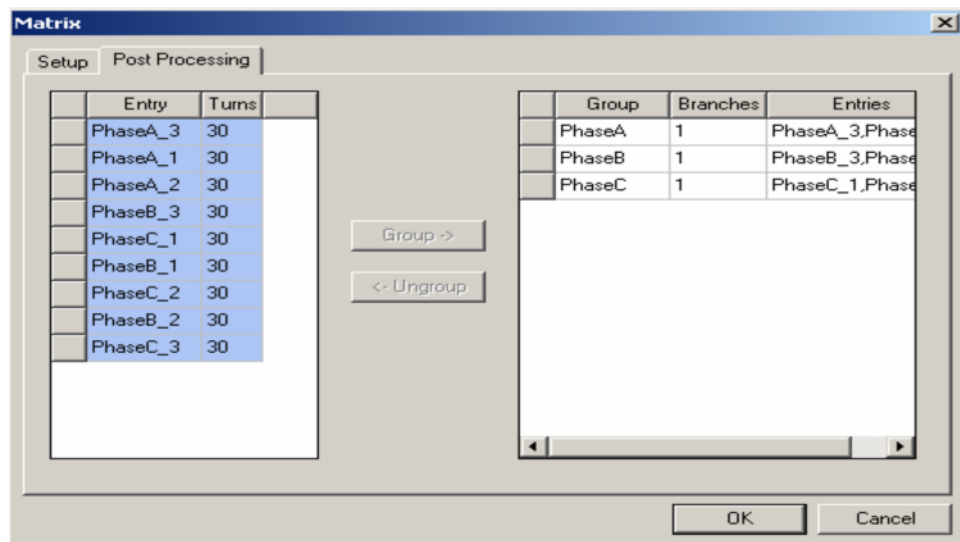 Matrix
Setup Post Processing
Entry Turns
PhaseA_3 30
PhaseA_1 30
PhaseA_2 30
PhaseB_3 30
PhaseC_1 30
PhaseB_1 30
PhaseC_2 30
PhaseB_2 30
PhaseC_3 30
Group ->
<- Ungroup
Group Branches Entries
PhaseA 1 PhaseA_3,Phase
PhaseB 1 PhaseB_3,Phase
PhaseC 1 PhaseC_1,Phase
OK Cancel